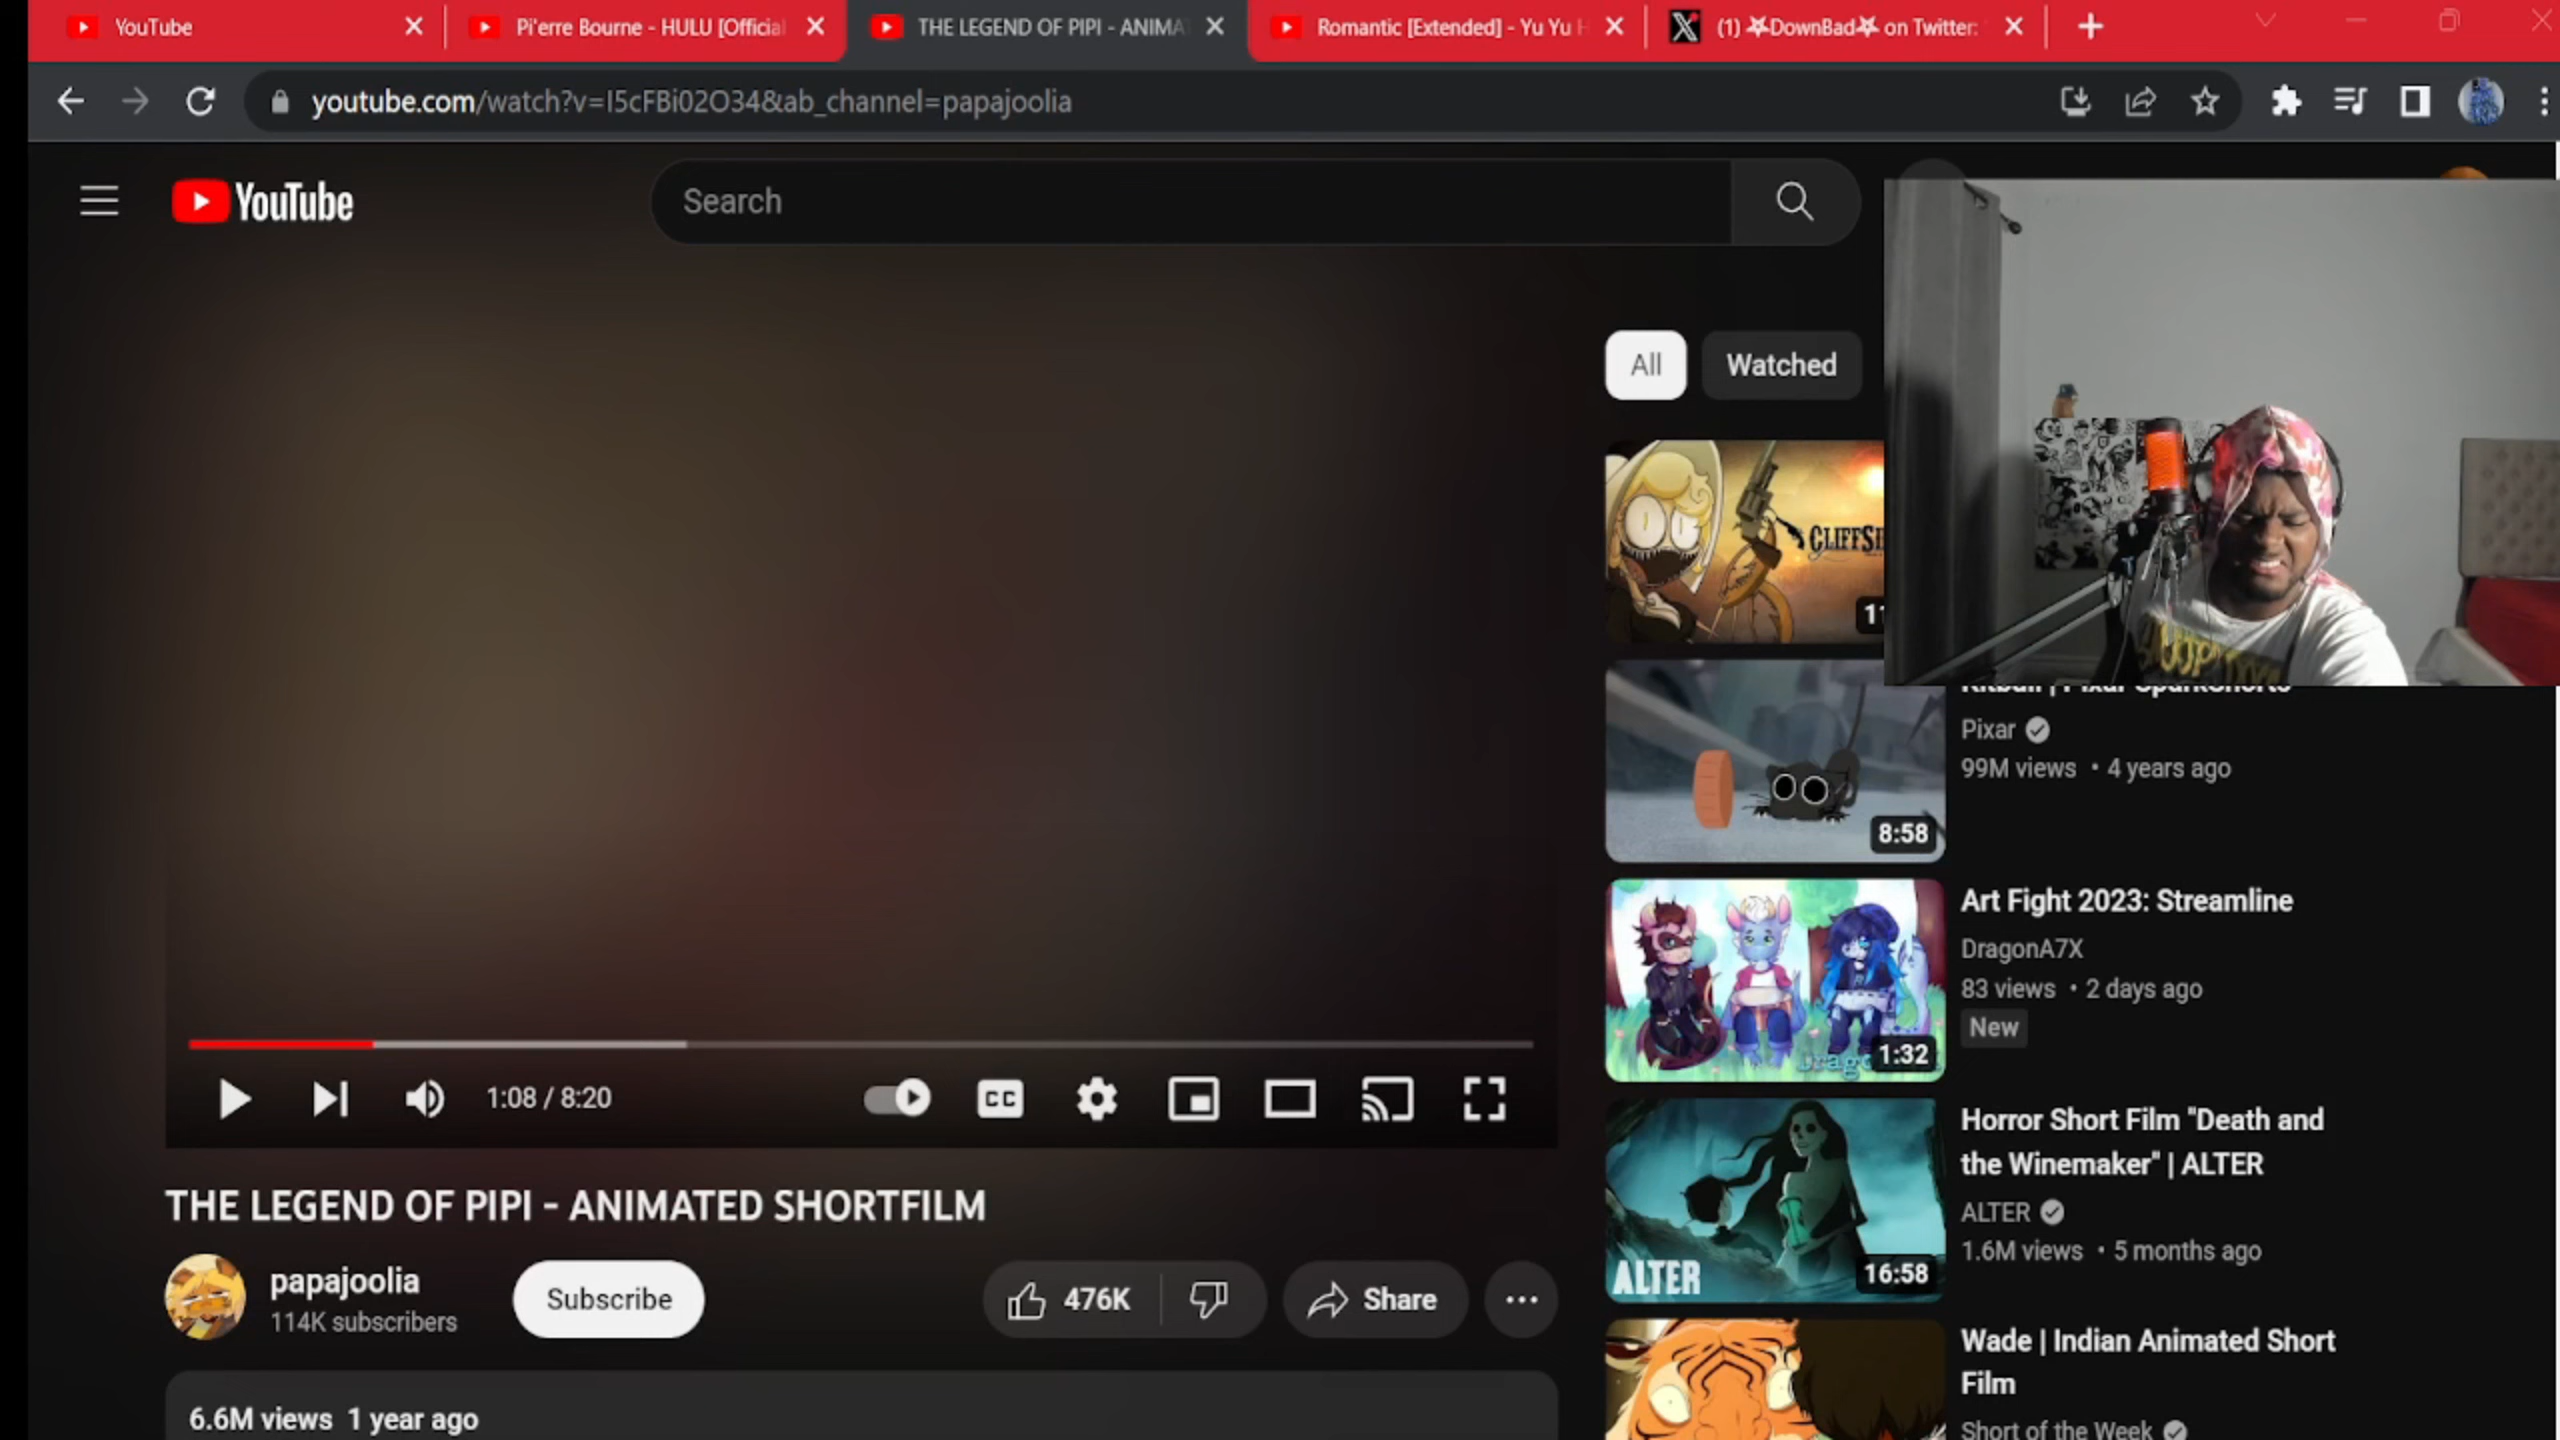 YouTube
Pi'erre Bourne - HULU [Official
THE LEGEND OF PIPI - ANIMA
Romantic [Extended] - Yu Yu H
(1) ⛧DownBad⛧ on Twitter:
youtube.com/watch?v=I5cFBi02O34&ab_channel=papajoolia
YouTube
Search
All
Watched
CLIFFSI
11
Kitbull | Pixar SparkShorts
Pixar
99M views • 4 years ago
8:58
Art Fight 2023: Streamline
DragonA7X
83 views • 2 days ago
New
1:32
1:08 / 8:20
CC
Horror Short Film "Death and
the Winemaker" | ALTER
ALTER
1.6M views • 5 months ago
ALTER
16:58
THE LEGEND OF PIPI - ANIMATED SHORTFILM
papajoolia
114K subscribers
Subscribe
476K
Share
6.6M views 1 year ago
Wade | Indian Animated Short
Film
Short of the Week